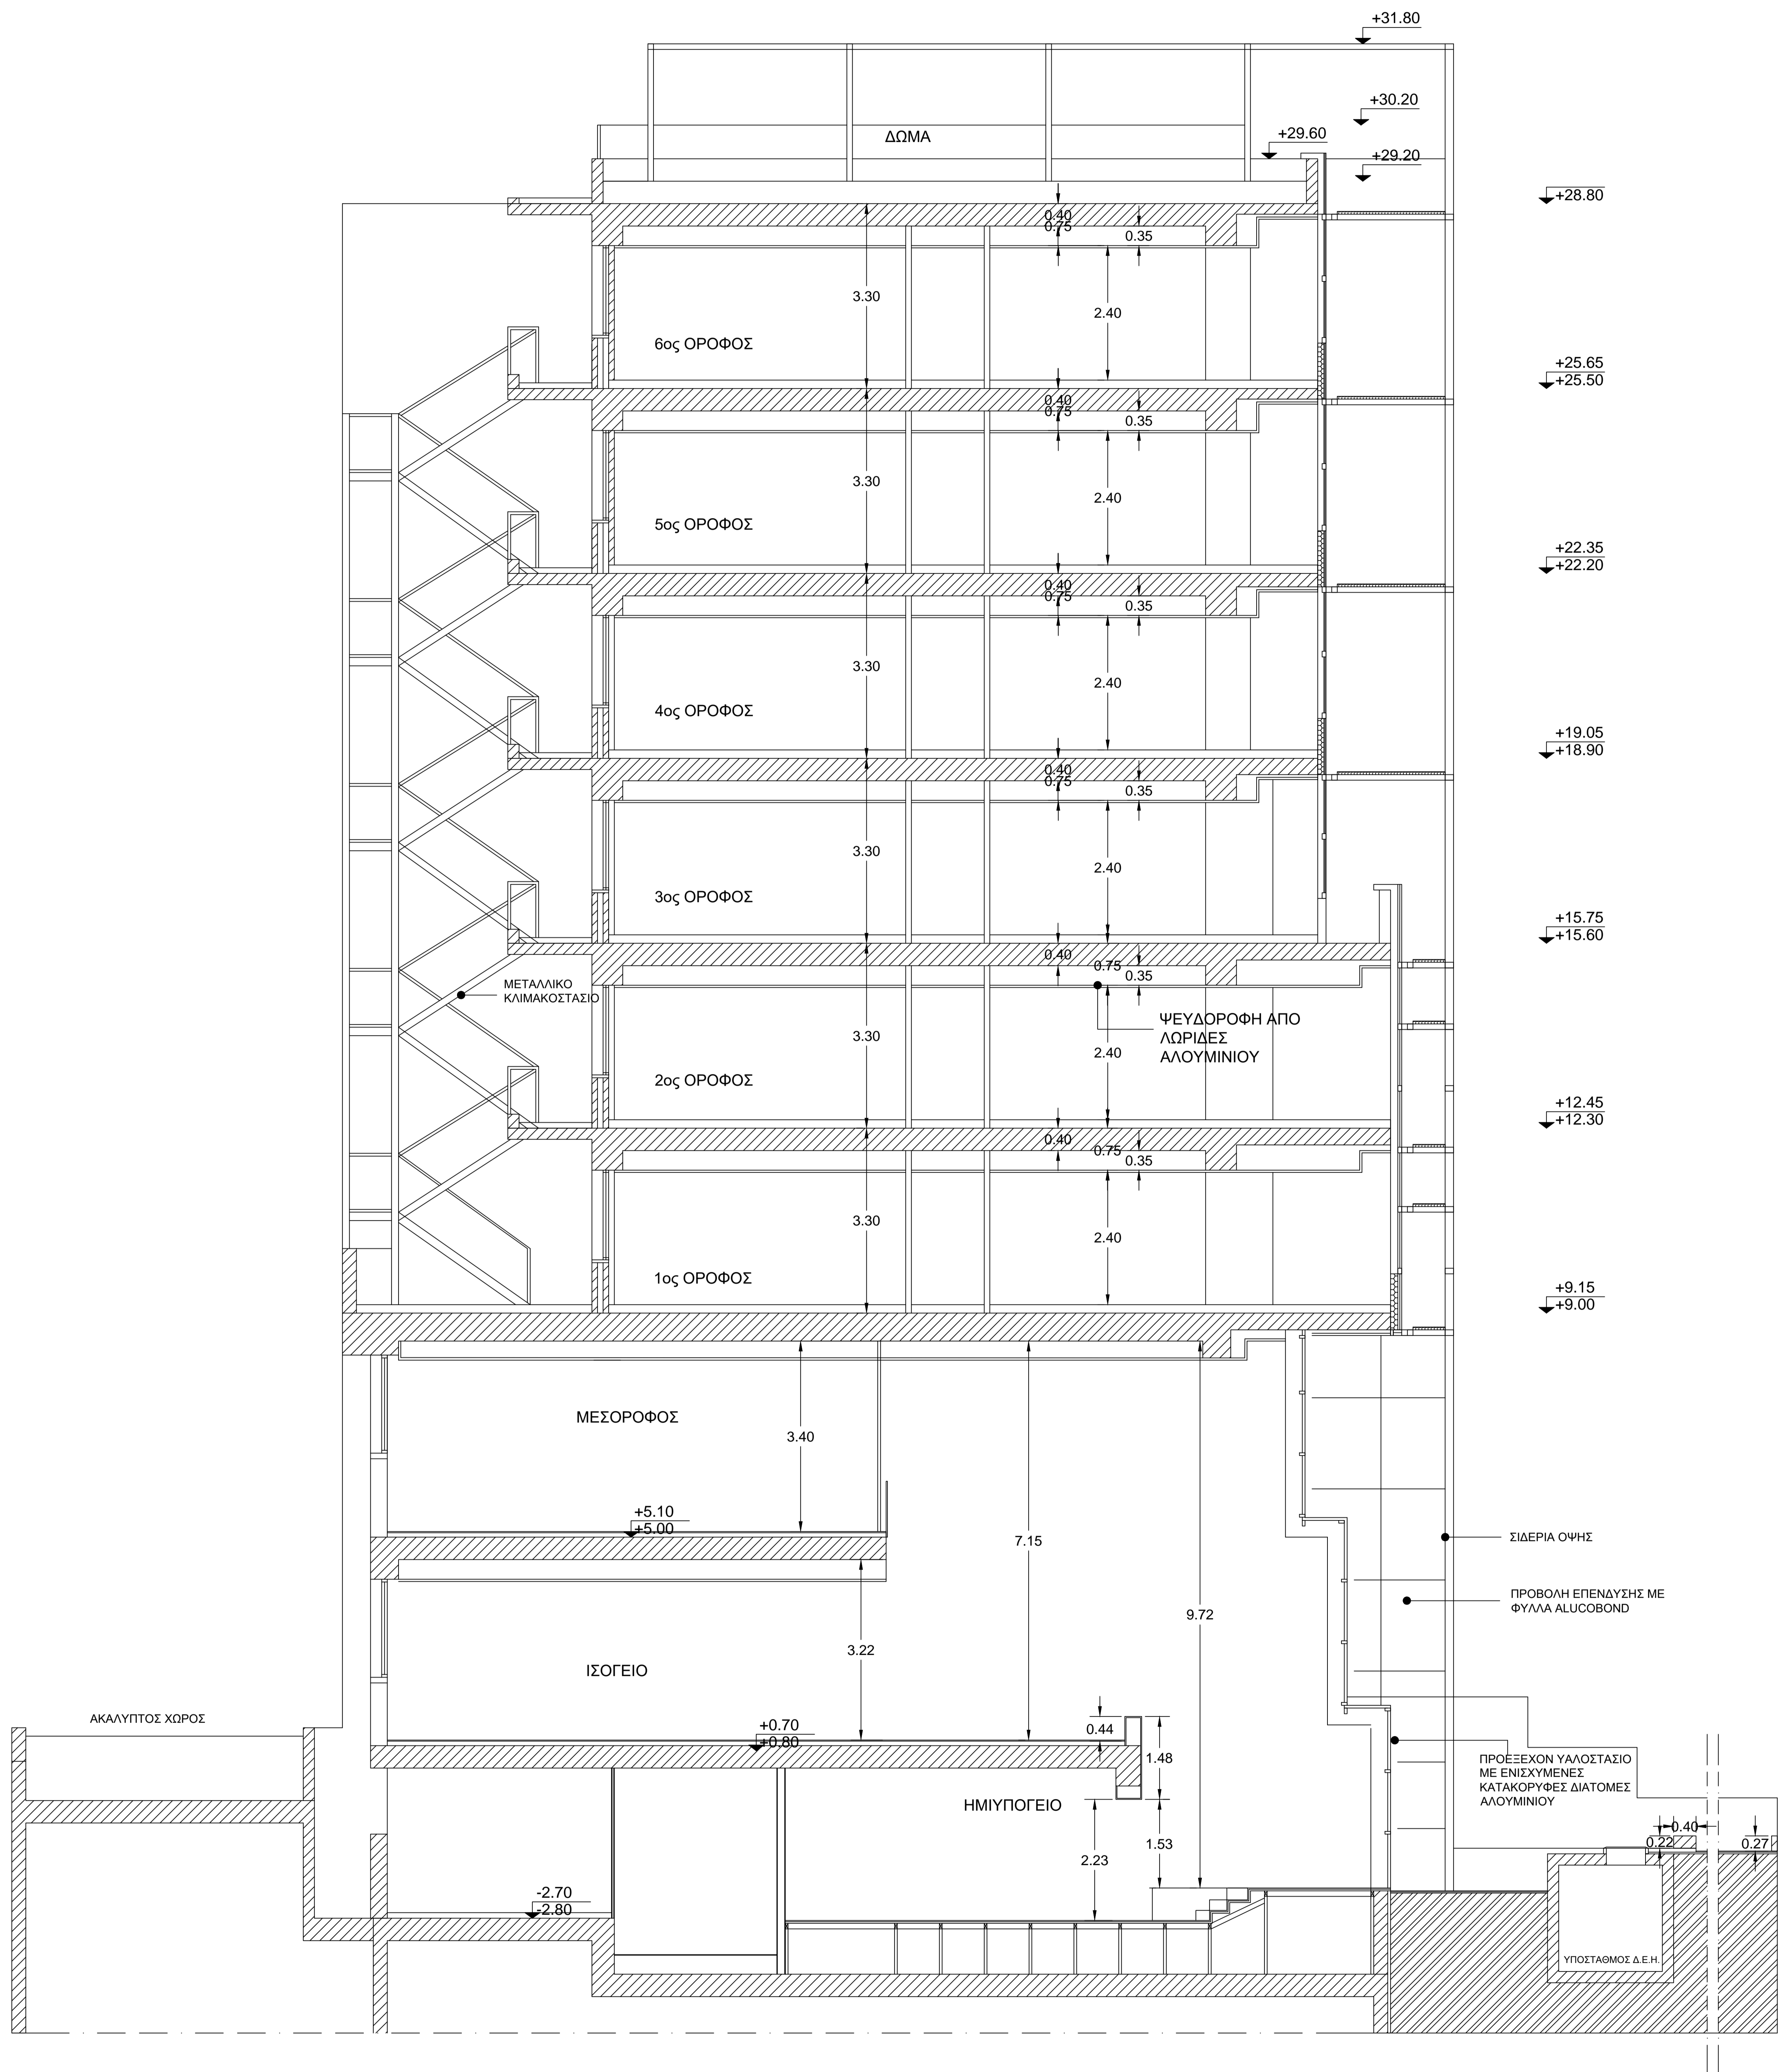 +31.80
+30.20
ΔΩΜΑ
+29.60
+29.20
+28.80
0.40
0.75
0.35
3.30
2.40
6ος ΟΡΟΦΟΣ
+25.65
+25.50
0.40
0.75
0.35
3.30
2.40
5ος ΟΡΟΦΟΣ
+22.35
+22.20
0.40
0.75
0.35
3.30
2.40
4ος ΟΡΟΦΟΣ
+19.05
+18.90
0.40
0.75
0.35
3.30
2.40
3ος ΟΡΟΦΟΣ
+15.75
+15.60
0.40
0.75
0.35
ΜΕΤΑΛΛΙΚΟ
ΚΛΙΜΑΚΟΣΤΑΣΙΟ
ΨΕΥΔΟΡΟΦΗ ΑΠΟ
ΛΩΡΙΔΕΣ
ΑΛΟΥΜΙΝΙΟΥ
3.30
2.40
2ος ΟΡΟΦΟΣ
+12.45
+12.30
0.40
0.75
0.35
3.30
2.40
1ος ΟΡΟΦΟΣ
+9.15
+9.00
ΜΕΣΟΡΟΦΟΣ
3.40
+5.10
+5.00
7.15
ΣΙΔΕΡΙΑ ΟΨΗΣ
ΠΡΟΒΟΛΗ ΕΠΕΝΔΥΣΗΣ ΜΕ
ΦΥΛΛΑ ALUCOBOND
9.72
3.22
ΙΣΟΓΕΙΟ
ΑΚΑΛΥΠΤΟΣ ΧΩΡΟΣ
+0.70
+0.80
0.44
1.48
ΠΡΟΕΞΕΧΟΝ ΥΑΛΟΣΤΑΣΙΟ
ΜΕ ΕΝΙΣΧΥΜΕΝΕΣ
ΚΑΤΑΚΟΡΥΦΕΣ ΔΙΑΤΟΜΕΣ
ΑΛΟΥΜΙΝΙΟΥ
ΗΜΙΥΠΟΓΕΙΟ
0.40
0.22
0.27
1.53
2.23
-2.70
-2.80
ΥΠΟΣΤΑΘΜΟΣ Δ.Ε.Η.